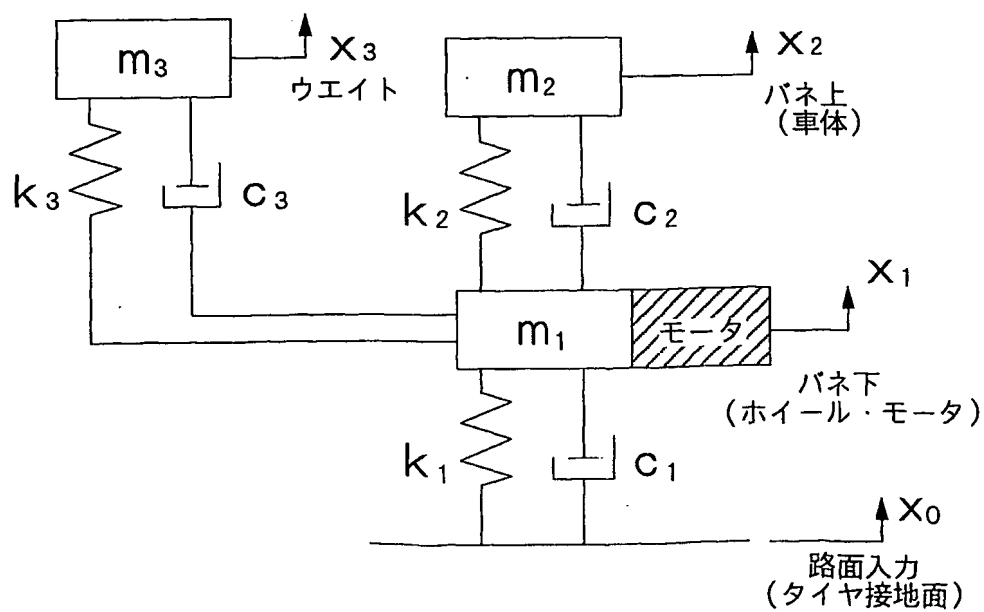 m₃
x₃
ウエイト
m₂
x₂
バネ上
(車体)
k₃
c₃
k₂
c₂
m₁
モータ
x₁
バネ下
(ホイール・モータ)
k₁
c₁
x₀
路面入力
(タイヤ接地面)